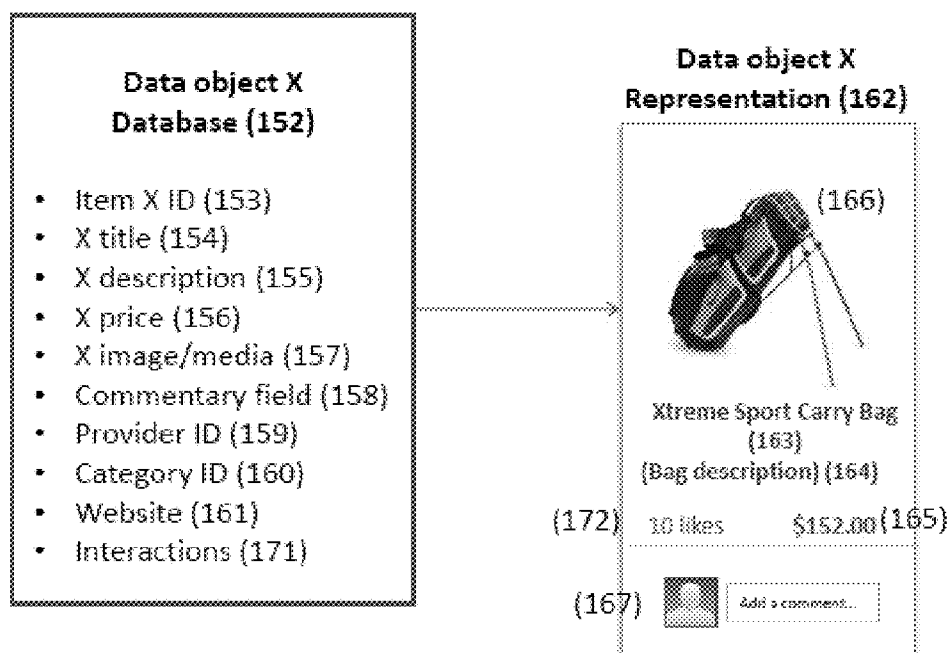 Data object X
Database (152)
• Item X ID (153)
• X title (154)
• X description (155)
• X price (156)
• X image/media (157)
• Commentary field (158)
• Provider ID (159)
• Category ID (160)
• Website (161)
• Interactions (171)
Data object X
Representation (162)
(166)
Xtreme Sport Carry Bag
(163)
(Bag description) (164)
(172) 10 likes $152.00 (165)
(167) Add a comment...